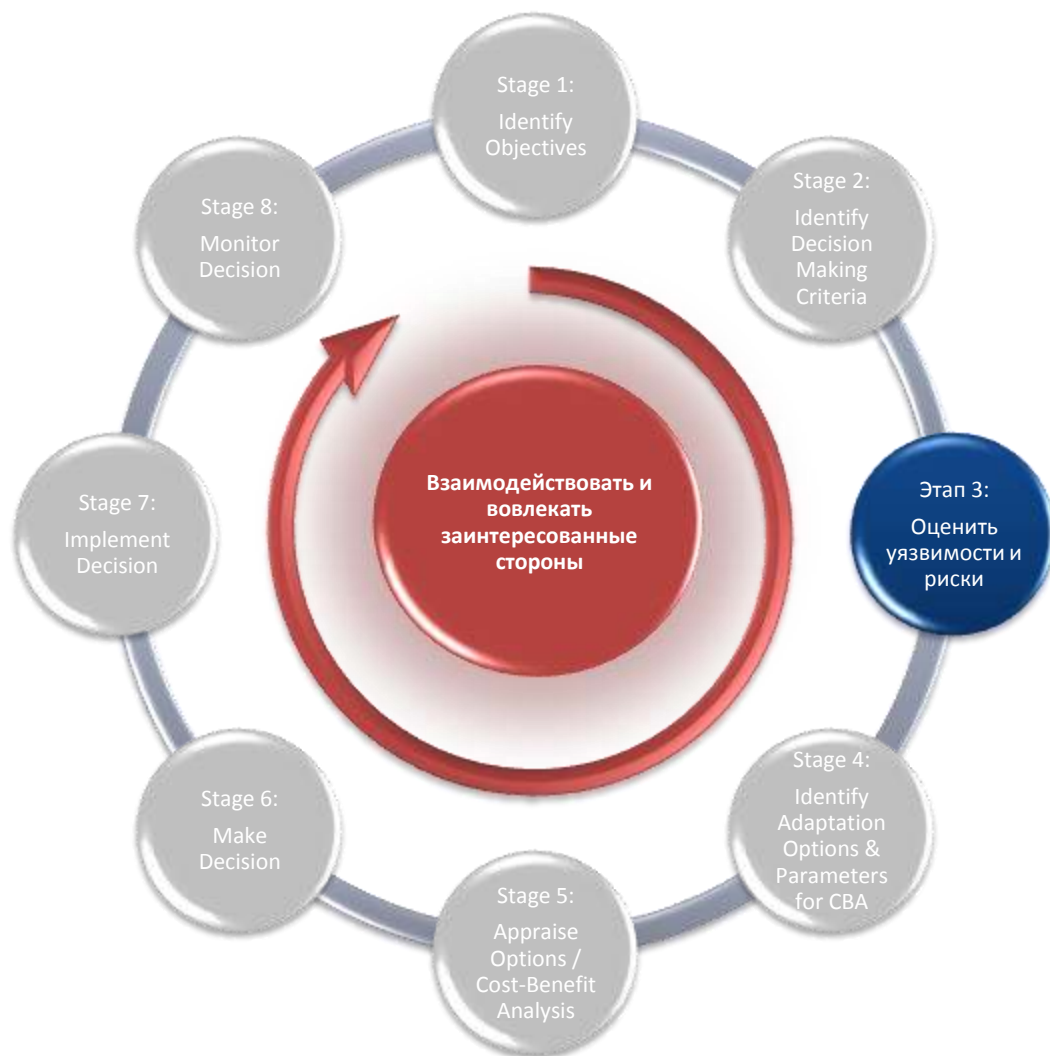 Stage 1:
Identify
Objectives
Stage 2:
Identify
Decision
Making
Criteria
Этап 3:
Оценить
уязвимости и
риски
Stage 4:
Identify
Adaptation
Options &
Parameters
for CBA
Stage 5:
Appraise
Options /
Cost-Benefit
Analysis
Stage 6:
Make
Decision
Stage 7:
Implement
Decision
Stage 8:
Monitor
Decision
Взаимодействовать и
вовлекать
заинтересованные
стороны